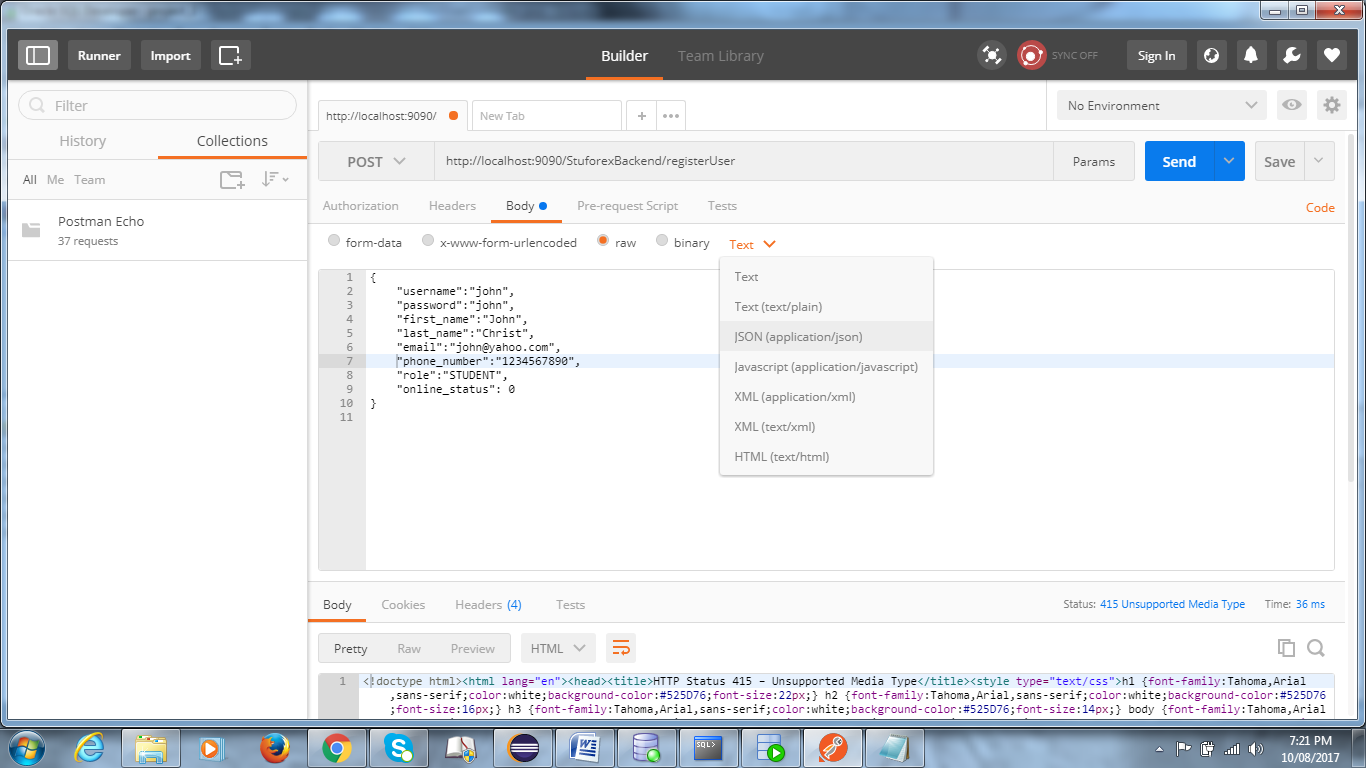 Runner
Import
Builder
Team Library
SYNC OFF
Sign In
Filter
History
Collections
All
Me
Team
Postman Echo
37 requests
http://localhost:9090/
New Tab
+
•••
No Environment
POST
http://localhost:9090/StuforexBackend/registerUser
Params
Send
Save
Authorization
Headers
Body
Pre-request Script
Tests
Code
form-data
x-www-form-urlencoded
raw
binary
Text
Text
Text (text/plain)
JSON (application/json)
Javascript (application/javascript)
XML (application/xml)
XML (text/xml)
HTML (text/html)
1 {
2 "username":"john",
3 "password":"john",
4 "first_name":"John",
5 "last_name":"Christ",
6 "email":"john@yahoo.com",
7 "phone_number":"1234567890",
8 "role":"STUDENT",
9 "online_status": 0
10 }
11
Body
Cookies
Headers (4)
Tests
Status: 415 Unsupported Media Type
Time: 36 ms
Pretty
Raw
Preview
HTML
1 <!doctype html><html lang="en"><head><title>HTTP Status 415 – Unsupported Media Type</title><style type="text/css">h1 {font-family:Tahoma,Arial
,sans-serif;color:white;background-color:#525D76;font-size:22px;} h2 {font-family:Tahoma,Arial,sans-serif;color:white;background-color:#525D76
;font-size:16px;} h3 {font-family:Tahoma,Arial,sans-serif;color:white;background-color:#525D76;font-size:14px;} body {font-family:Tahoma,Arial
SQL>
7:21 PM
10/08/2017